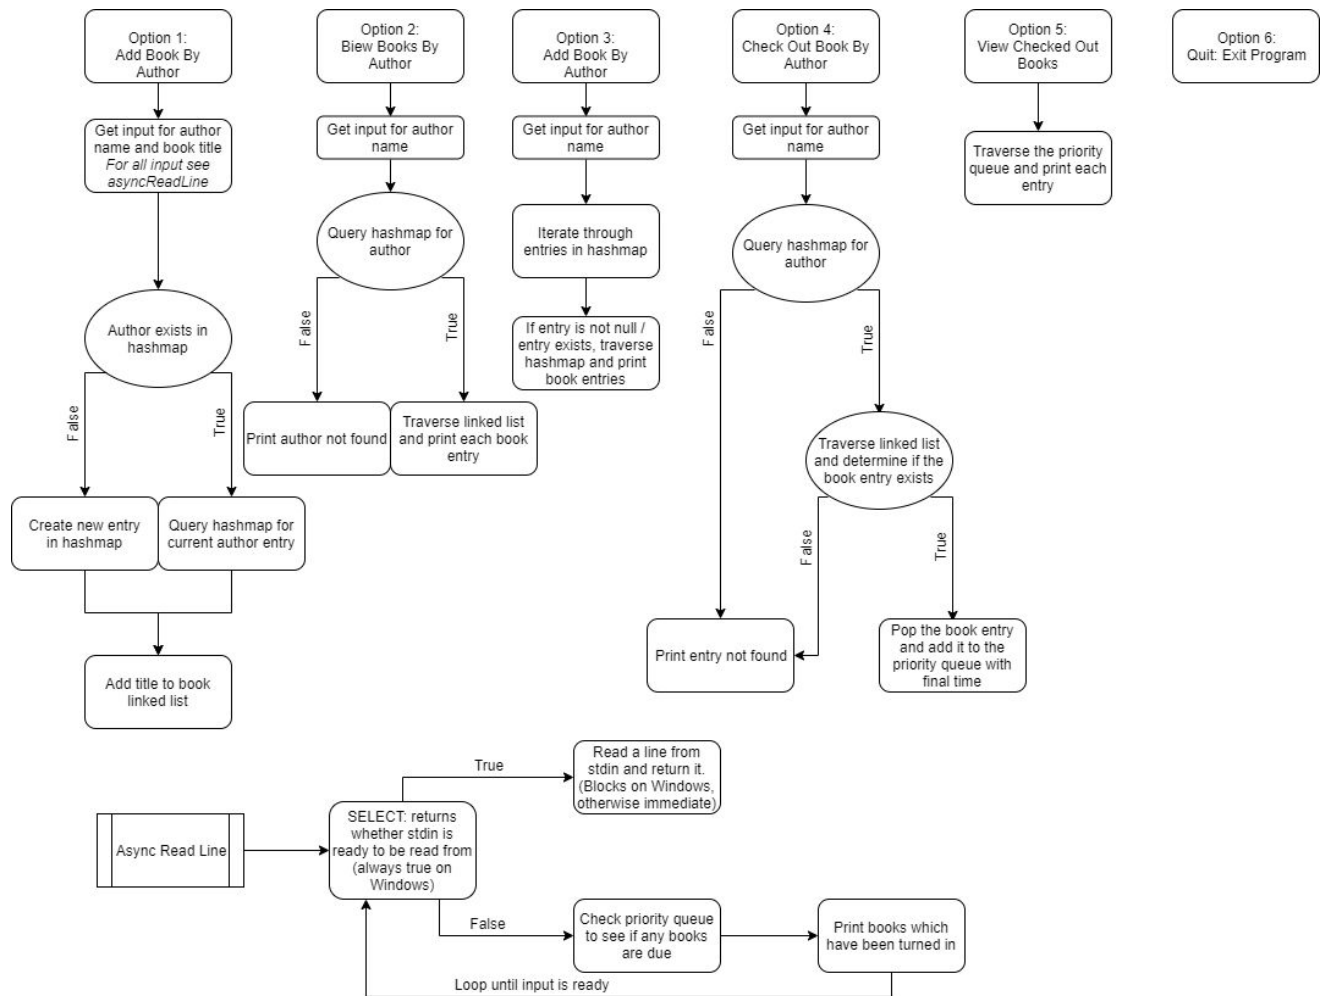 Option 1:
Add Book By
Author
Get input for author
name and book title
For all input see
asyncReadLine
Author exists in
hashmap
False
True
Create new entry
in hashmap
Query hashmap for
current author entry
Add title to book
linked list
Option 2:
Biew Books By
Author
Get input for author
name
Query hashmap for
author
False
True
Print author not found
Traverse linked list
and print each book
entry
Option 3:
Add Book By
Author
Get input for author
name
Iterate through
entries in hashmap
If entry is not null /
entry exists, traverse
hashmap and print
book entries
Option 4:
Check Out Book By
Author
Get input for author
name
Query hashmap for
author
False
True
Traverse linked list
and determine if the
book entry exists
False
True
Print entry not found
Pop the book entry
and add it to the
priority queue with
final time
Option 5:
View Checked Out
Books
Traverse the priority
queue and print each
entry
Option 6:
Quit: Exit Program
Async Read Line
SELECT: returns
whether stdin is
ready to be read from
(always true on
Windows)
True
Read a line from
stdin and return it.
(Blocks on Windows,
otherwise immediate)
False
Check priority queue
to see if any books
are due
Print books which
have been turned in
Loop until input is ready